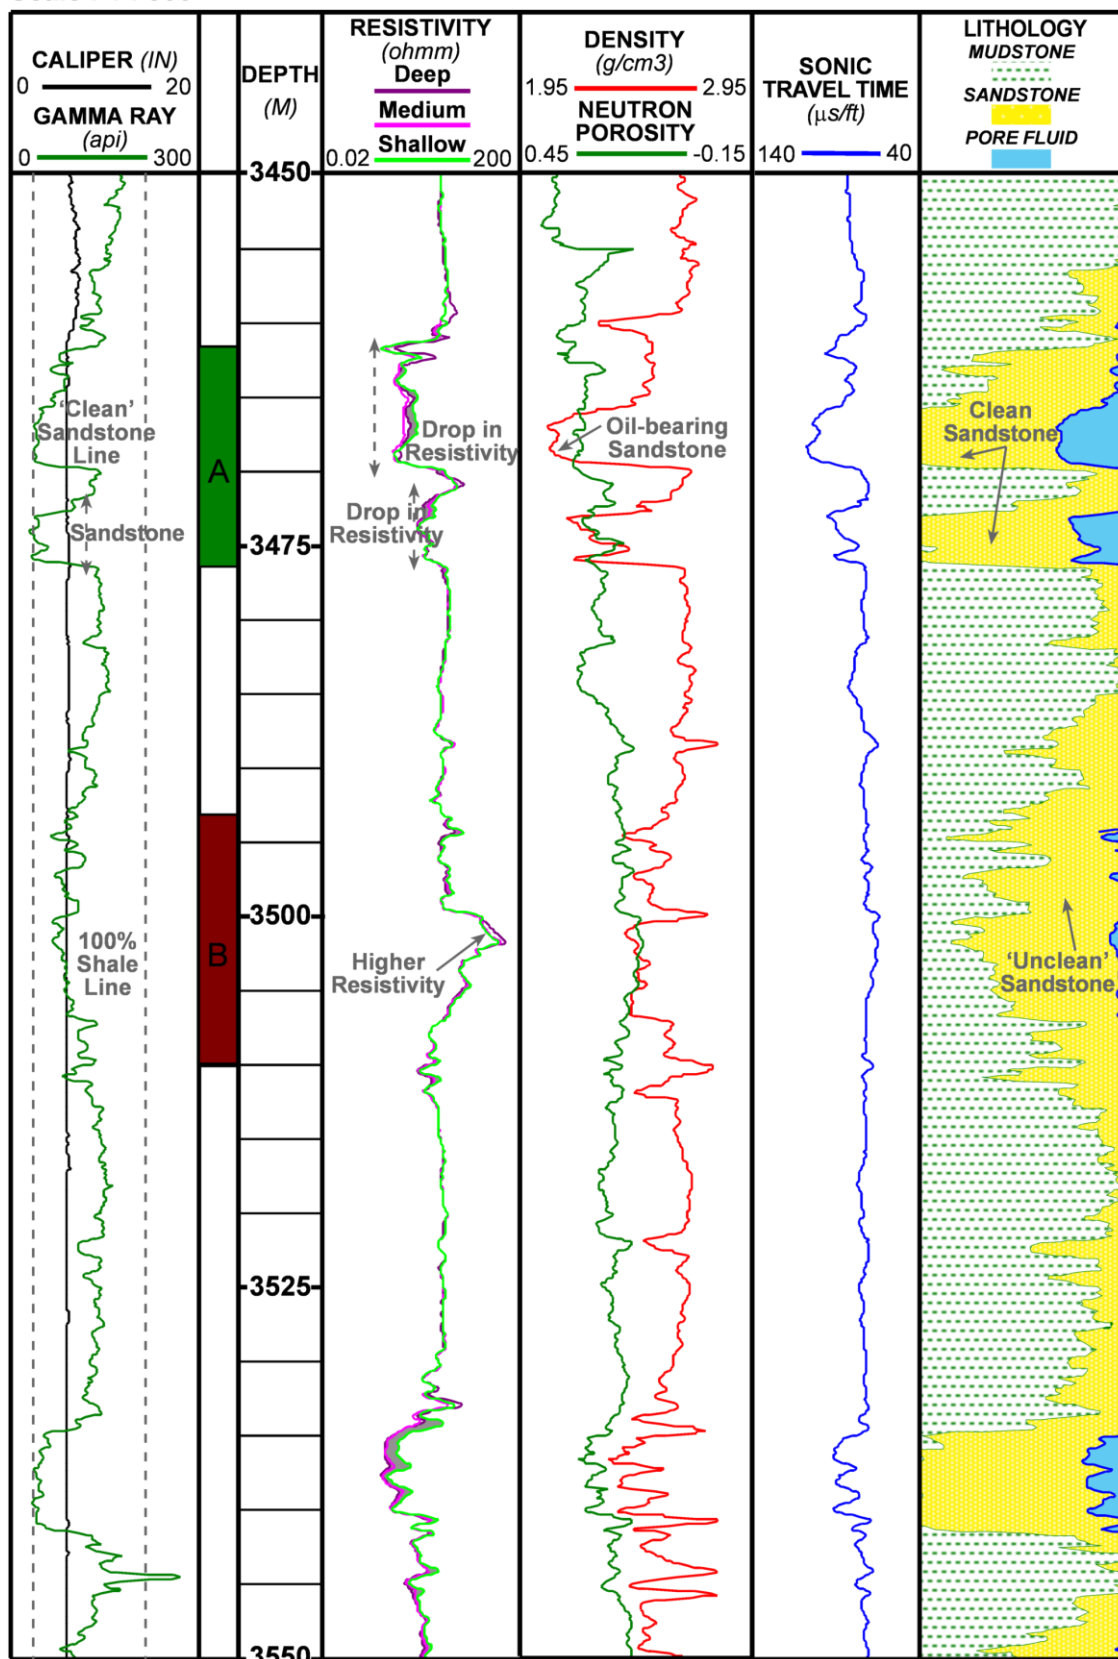 CALIPER (IN)
0 20
GAMMA RAY
(api)
0 300
DEPTH
(M)
RESISTIVITY
(ohmm)
Deep
Medium
Shallow
0.02 200
DENSITY
(g/cm3)
1.95 2.95
NEUTRON
POROSITY
0.45 -0.15
SONIC
TRAVEL TIME
(µs/ft)
140 40
LITHOLOGY
MUDSTONE
SANDSTONE
PORE FLUID
3450
'Clean'
Sandstone
Line
A
Drop in
Resistivity
Oil-bearing
Sandstone
Clean
Sandstone
Sandstone
Drop in
Resistivity
3475
3500
100%
Shale
Line
B
Higher
Resistivity
'Unclean'
Sandstone
3525
3550